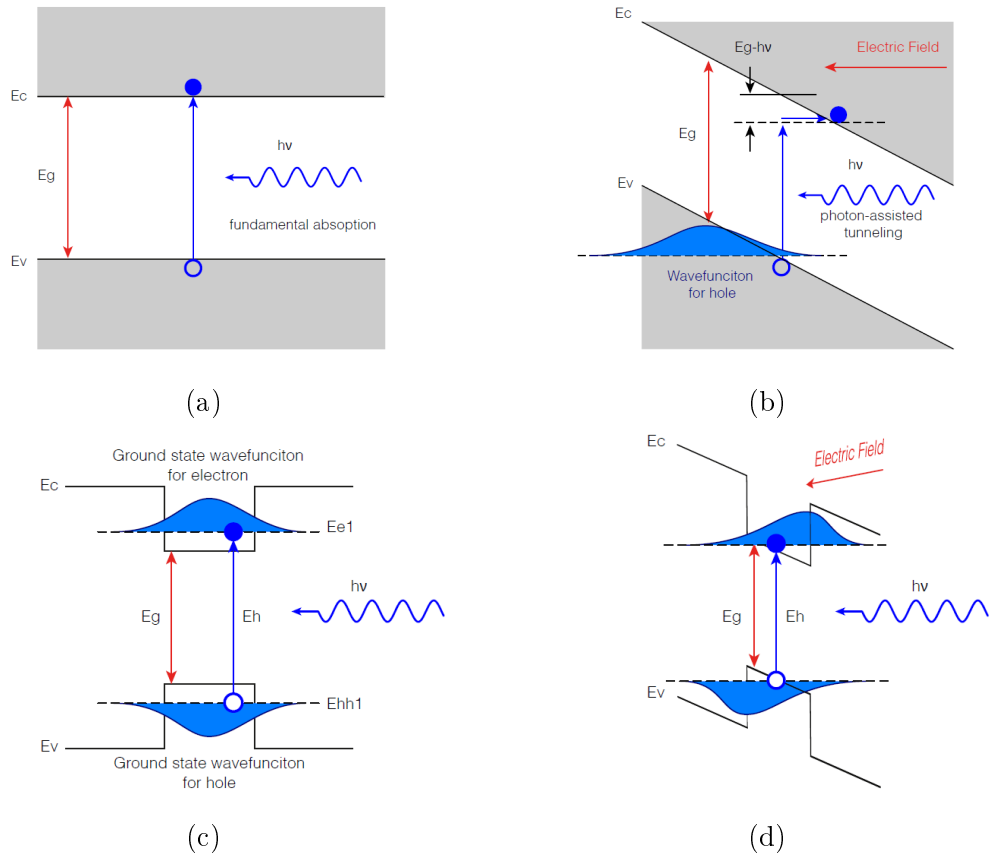 Ec
Eg
hν
fundamental absoption
Ev
(a)
Ec
Eg-hν
Electric Field
Eg
hν
Ev
photon-assisted
tunneling
Wavefunciton
for hole
(b)
Ground state wavefunciton
for electron
Ec
Ee1
hν
Eg
Eh
Ehh1
Ev
Ground state wavefunciton
for hole
(c)
Ec
Electric Field
hν
Eg
Eh
Ev
(d)